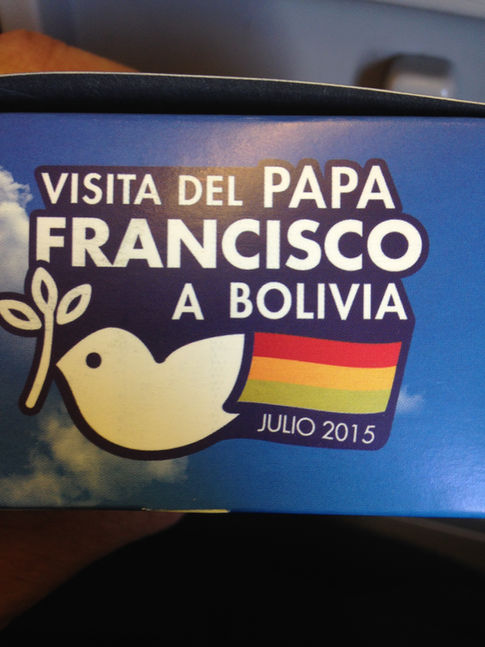 VISITA DEL PAPA
FRANCISCO
A BOLIVIA
JULIO 2015